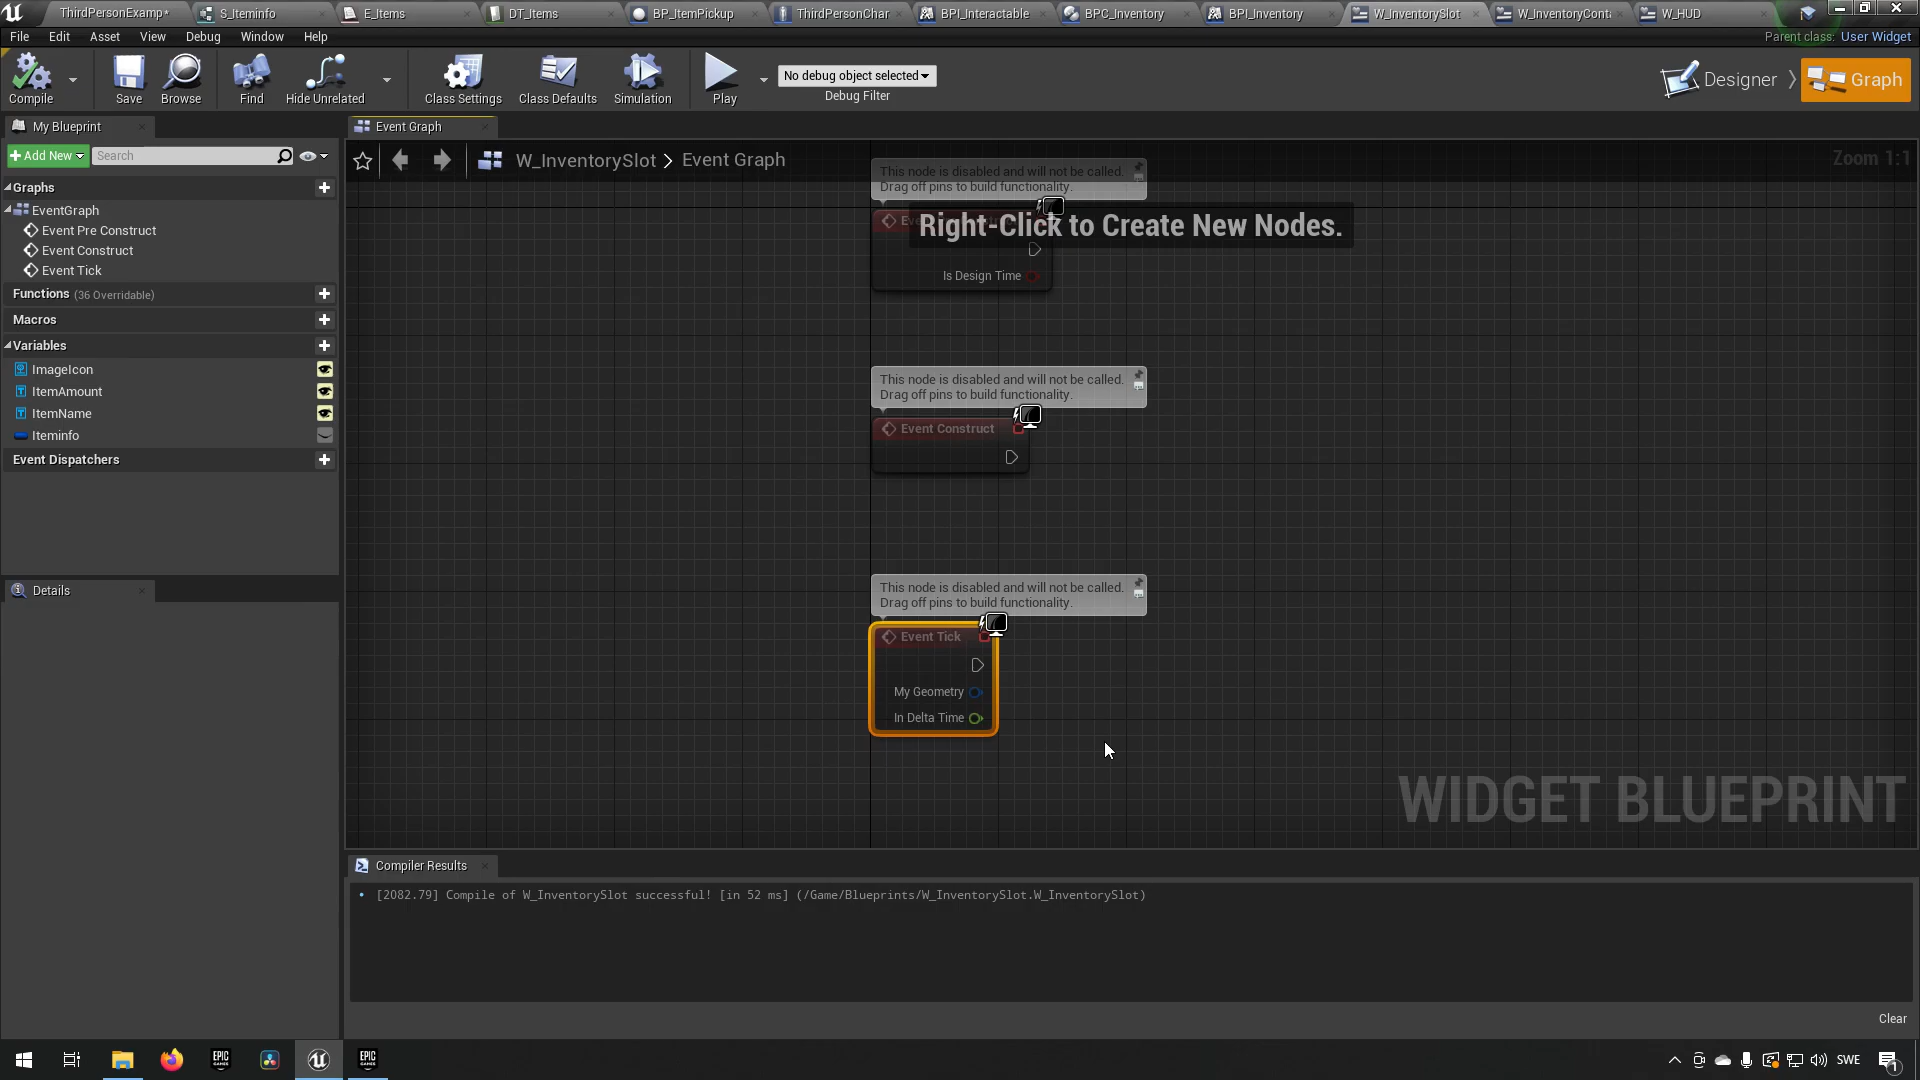 ThirdPersonExamp*
S_Iteminfo
E_Items
DT_Items
BP_ItemPickup
ThirdPersonChar
BPI_Interactable
BPC_Inventory
BPI_Inventory
W_InventorySlot
W_InventoryCont
W_HUD
File
Edit
Asset
View
Debug
Window
Help
Parent class: User Widget
Compile
Save
Browse
Find
Hide Unrelated
Class Settings
Class Defaults
Simulation
Play
No debug object selected
Debug Filter
Designer
Graph
My Blueprint
Event Graph
Add New
Search
W_InventorySlot > Event Graph
Zoom 1:1
Graphs
EventGraph
Event Pre Construct
Event Construct
Event Tick
Functions (36 Overridable)
Macros
Variables
ImageIcon
ItemAmount
ItemName
Iteminfo
Event Dispatchers
Details
This node is disabled and will not be called.
Drag off pins to build functionality.
Right-Click to Create New Nodes.
Is Design Time
This node is disabled and will not be called.
Drag off pins to build functionality.
Event Construct
This node is disabled and will not be called.
Drag off pins to build functionality.
Event Tick
My Geometry
In Delta Time
WIDGET BLUEPRINT
Compiler Results
• [2082.79] Compile of W_InventorySlot successful! [in 52 ms] (/Game/Blueprints/W_InventorySlot.W_InventorySlot)
Clear
EPIC
GAMES
EPIC
GAMES
SWE
1